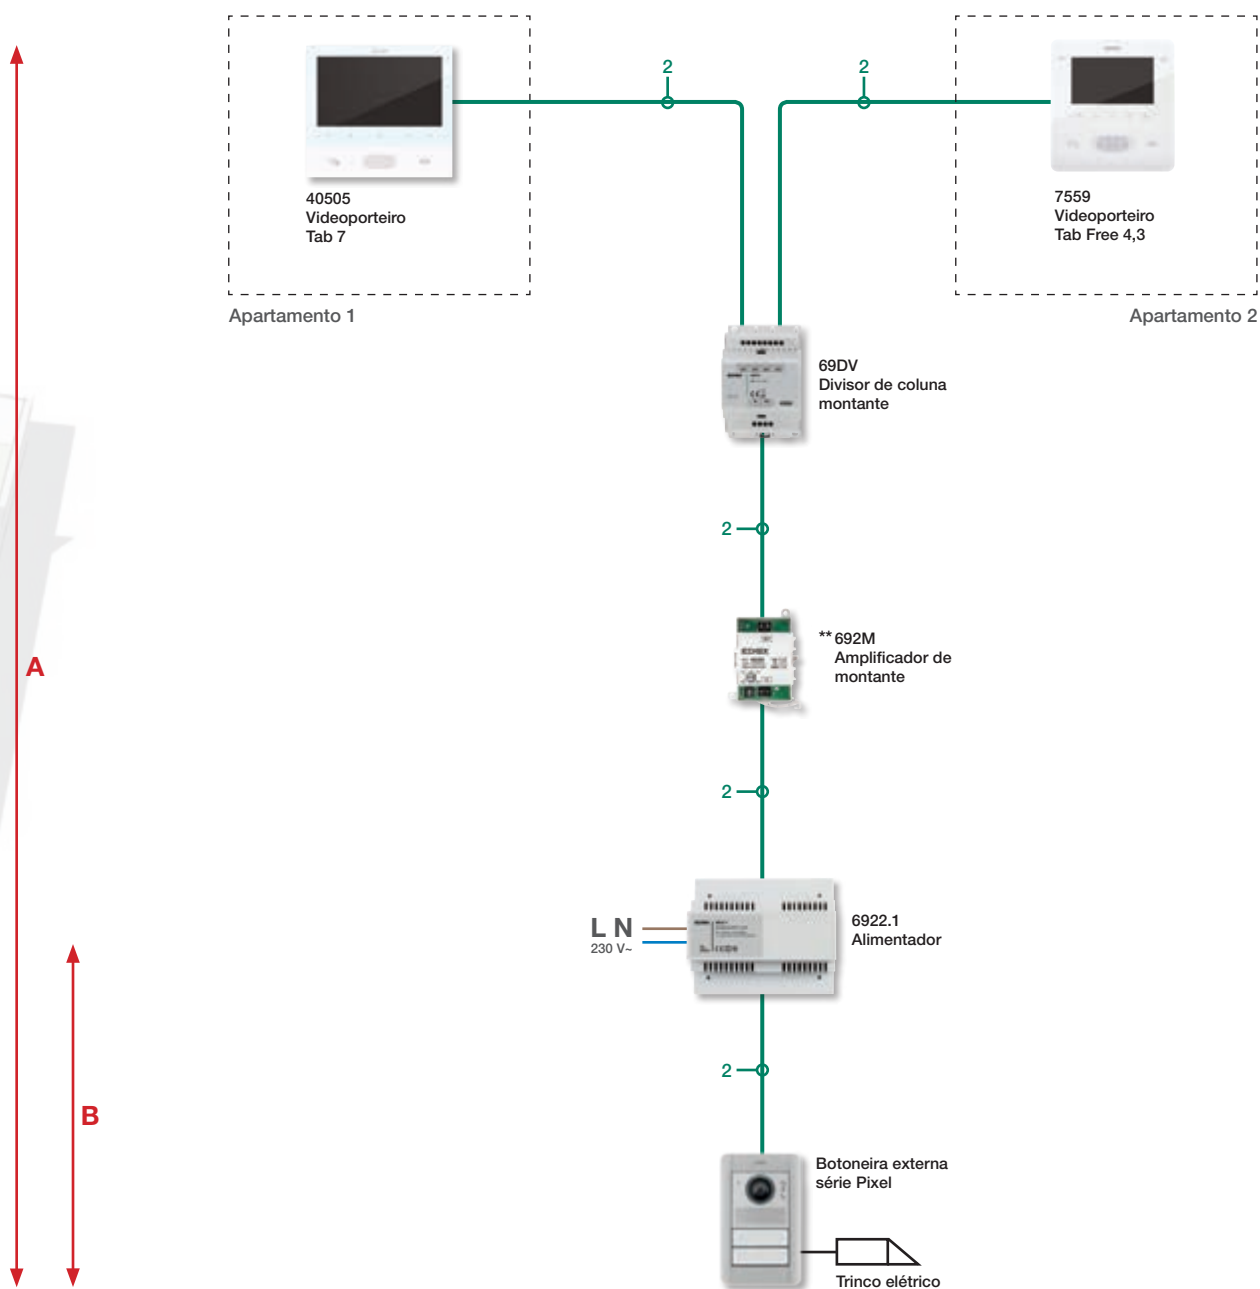 2
2
40505
Videoporteiro
Tab 7
7559
Videoporteiro
Tab Free 4,3
Apartamento 1
Apartamento 2
69DV
Divisor de coluna
montante
2
**692M
Amplificador de
montante
A
2
L N
230 V~
6922.1
Alimentador
2
B
Botoneira externa
série Pixel
Trinco elétrico